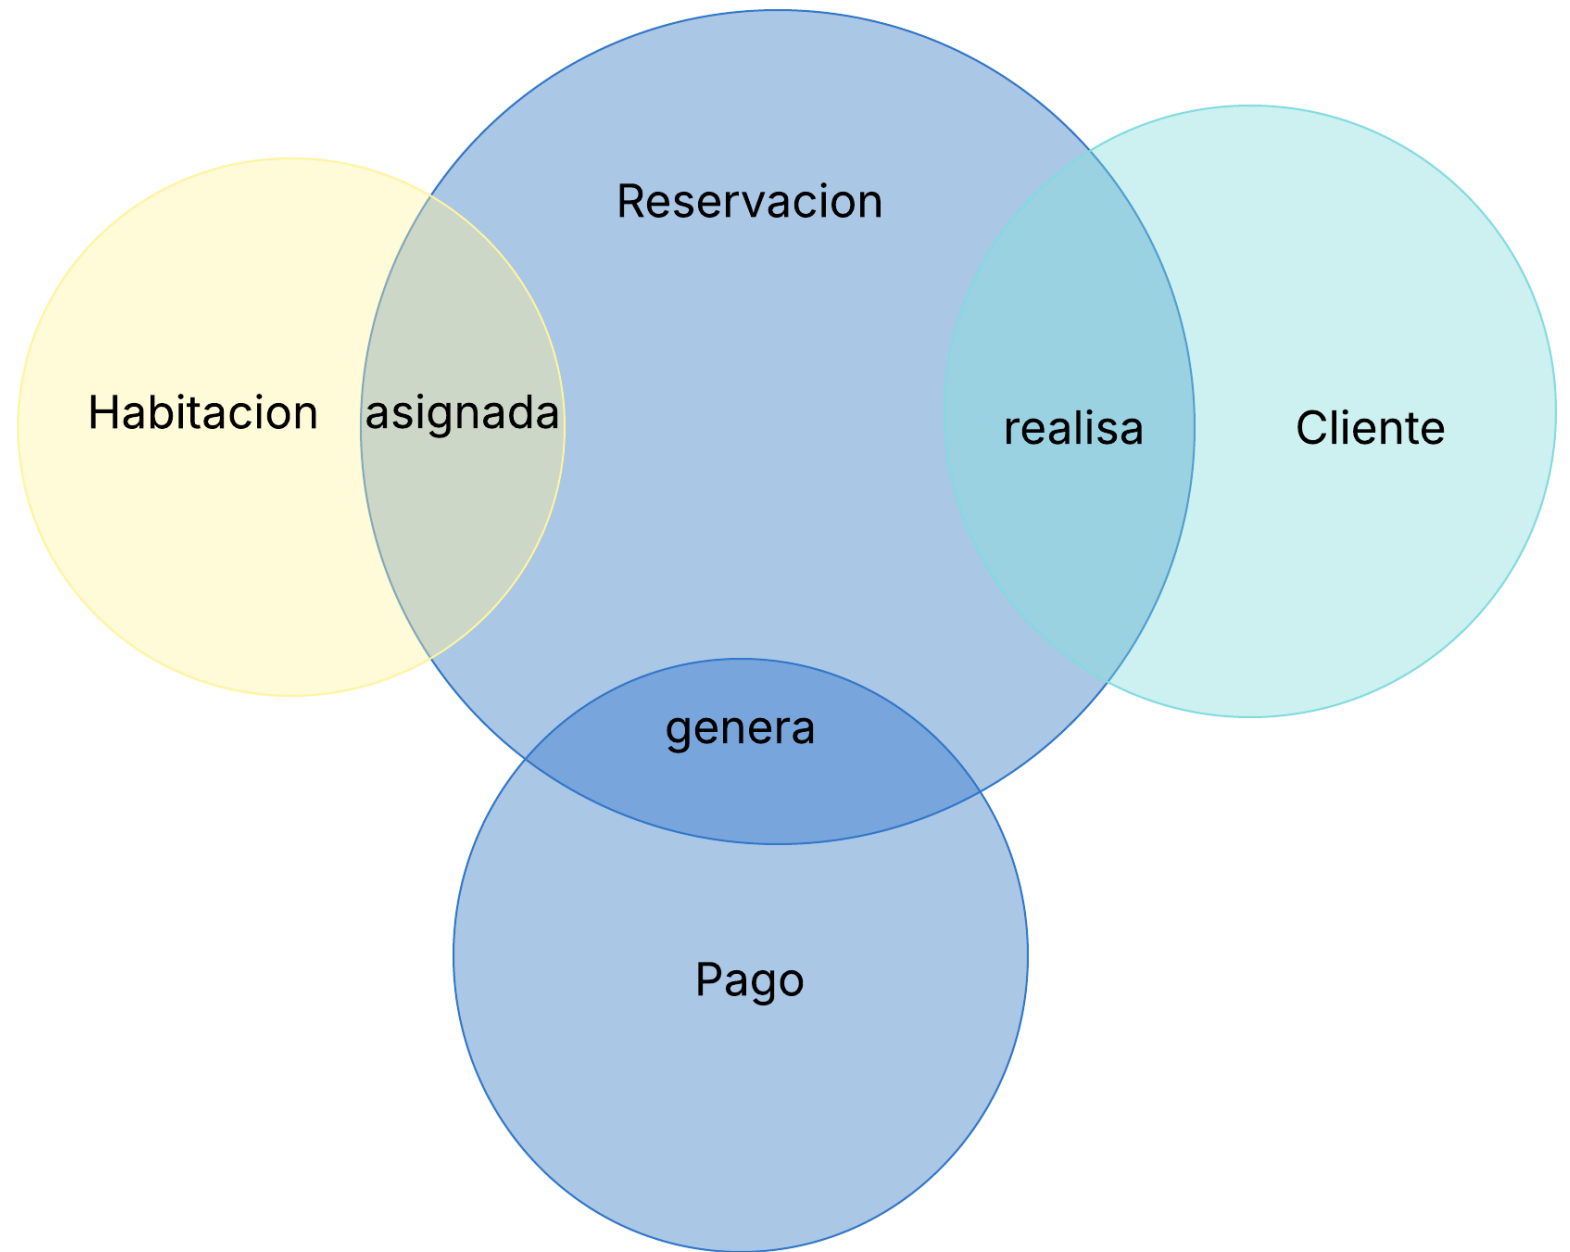 Reservacion
Habitacion
asignada
realisa
Cliente
genera
Pago